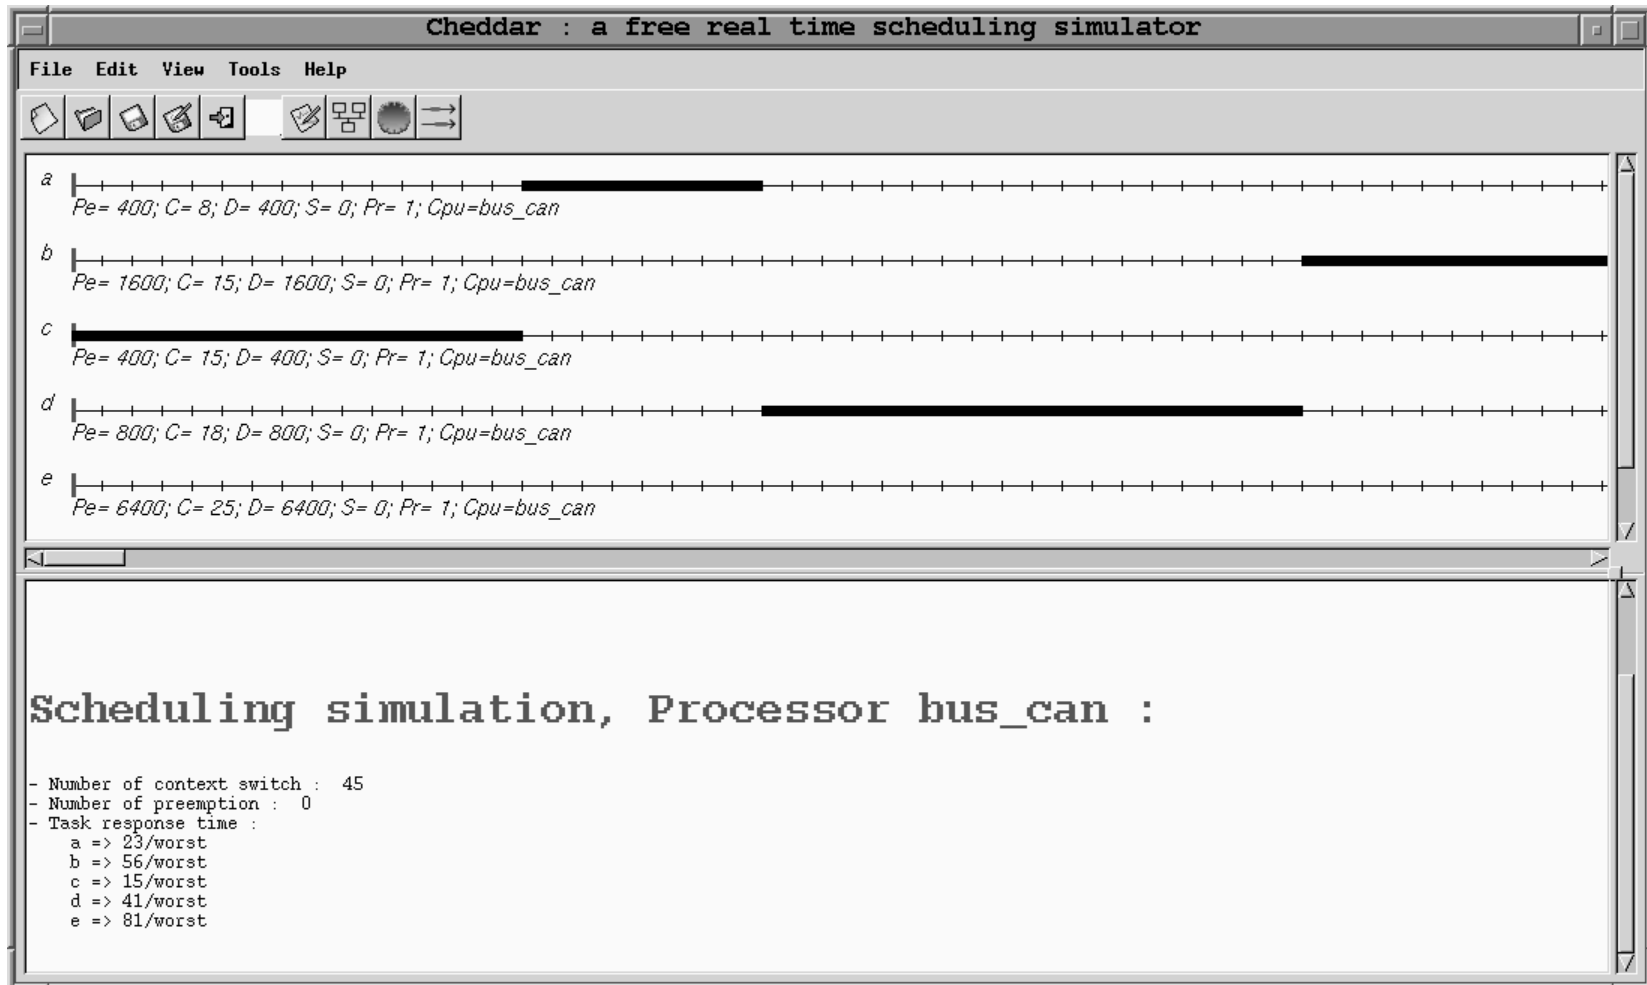 Cheddar : a free real time scheduling simulator
File Edit View Tools Help
a
Pe= 400; C= 8; D= 400; S= 0; Pr= 1; Cpu=bus_can
b
Pe= 1600; C= 15; D= 1600; S= 0; Pr= 1; Cpu=bus_can
c
Pe= 400; C= 15; D= 400; S= 0; Pr= 1; Cpu=bus_can
d
Pe= 800; C= 18; D= 800; S= 0; Pr= 1; Cpu=bus_can
e
Pe= 6400; C= 25; D= 6400; S= 0; Pr= 1; Cpu=bus_can
Scheduling simulation, Processor bus_can :
- Number of context switch : 45
- Number of preemption : 0
- Task response time :
a => 23/worst
b => 56/worst
c => 15/worst
d => 41/worst
e => 81/worst